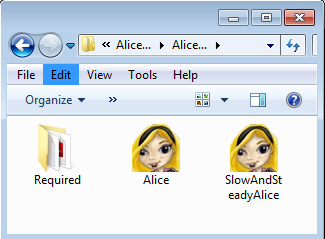 « Alice... ▸ Alice... ▾
File Edit View Tools Help
Organize ▾ »
Required Alice SlowAndSt
eadyAlice